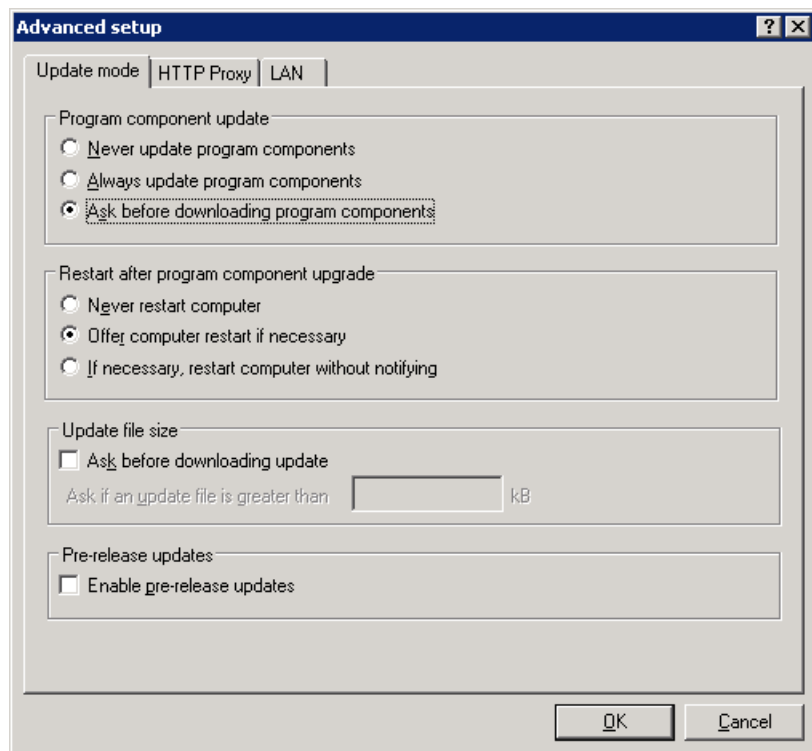 Advanced setup
Update mode HTTP Proxy LAN
Program component update
Never update program components
Always update program components
Ask before downloading program components
Restart after program component upgrade
Never restart computer
Offer computer restart if necessary
If necessary, restart computer without notifying
Update file size
Ask before downloading update
Ask if an update file is greater than kB
Pre-release updates
Enable pre-release updates
OK Cancel